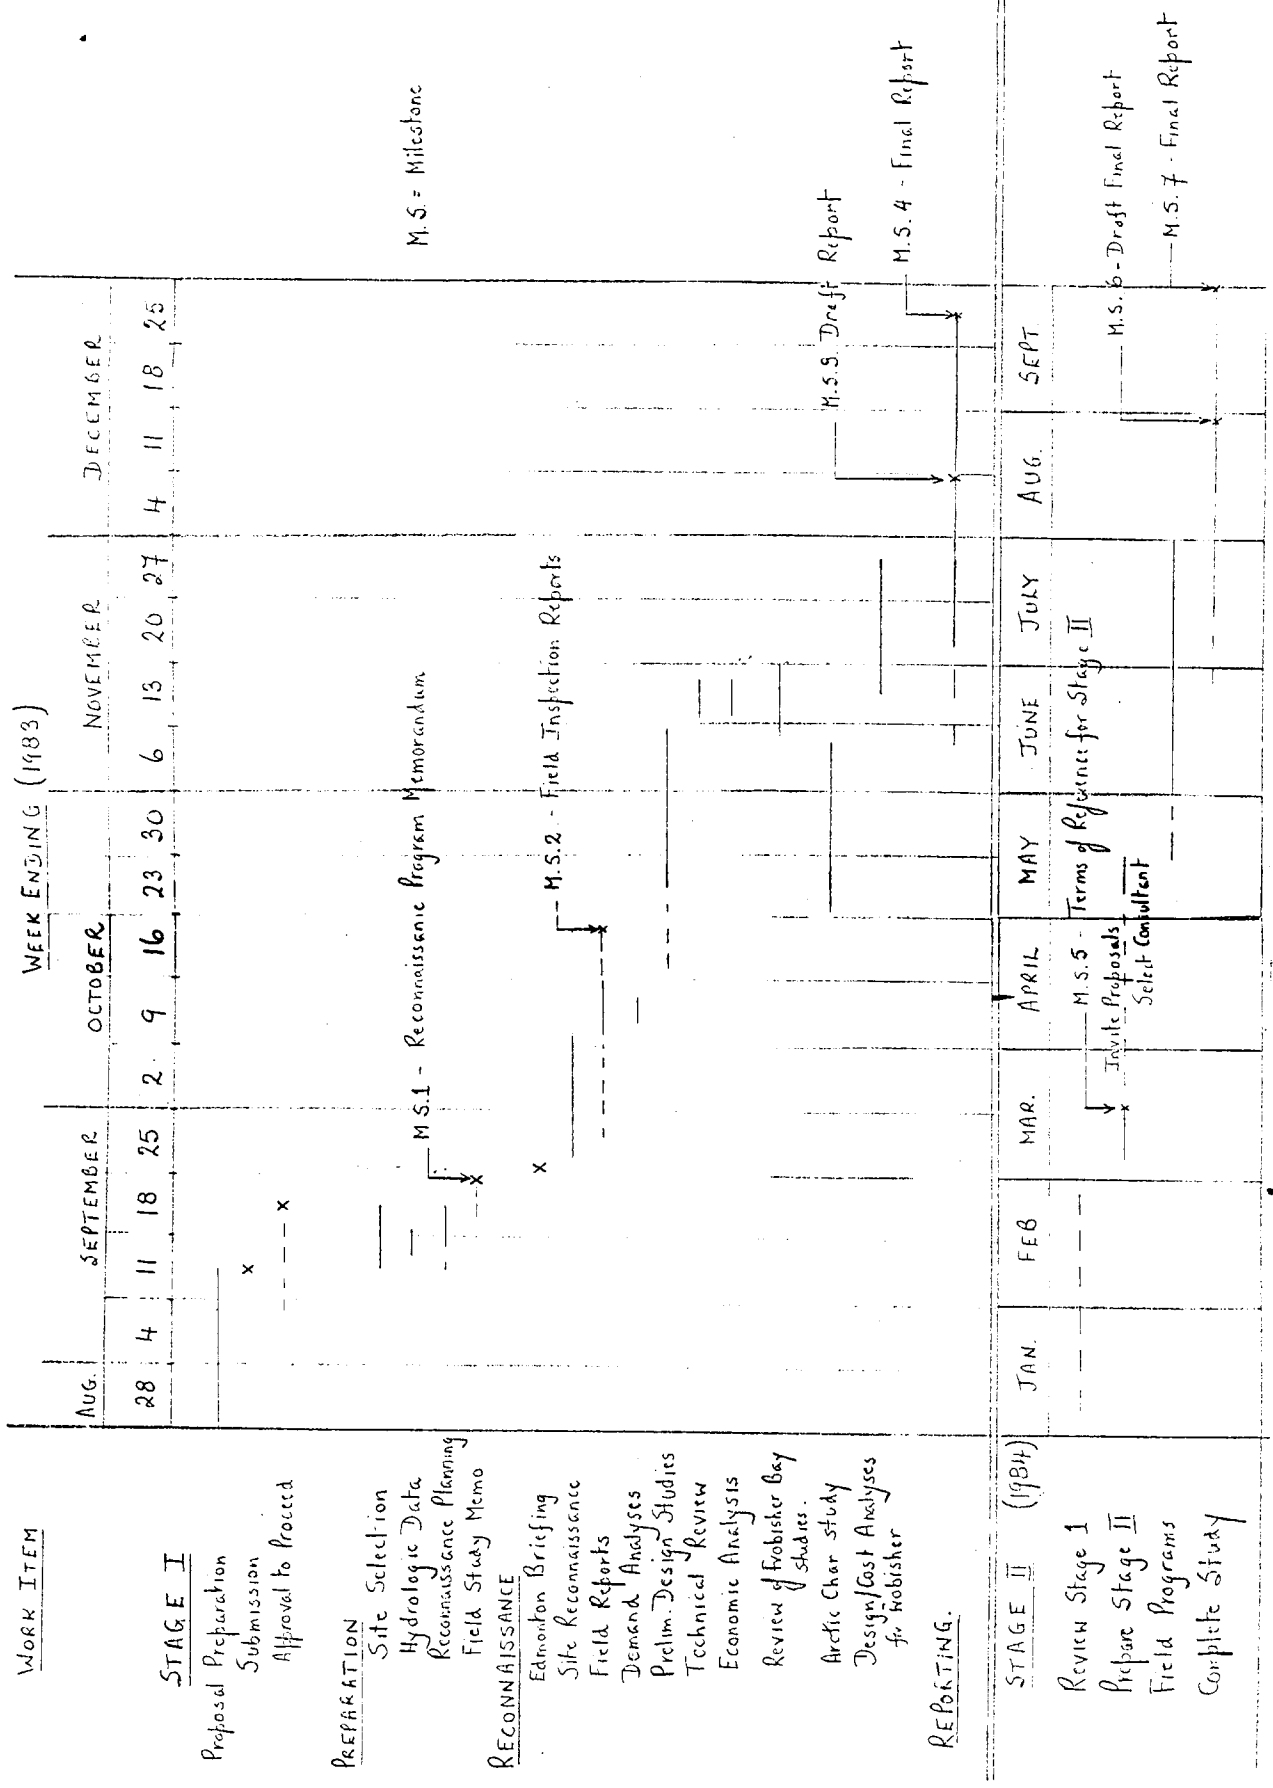 WORK ITEM
WEEK ENDING (1983)
AUG. SEPTEMBER OCTOBER NOVEMBER DECEMBER
28 4 11 18 25 2 9 16 23 30 6 13 20 27 4 11 18 25
STAGE I
Proposal Preparation
Submission
Approval to Proceed
PREPARATION
Site Selection
Hydrologic Data
Reconnaissance Planning
Field Study Memo
M.S.1 - Reconnaissance Program Memorandum
M.S. = Milestone
RECONNAISSANCE
Edmonton Briefing
Site Reconnaissance
Field Reports
M.S.2 - Field Inspection Reports
Demand Analyses
Prelim. Design Studies
Technical Review
Economic Analysis
Review of Frobisher Bay
studies.
Arctic Char study
Design/Cost Analyses
for Frobisher
M.S.3 Draft Report
M.S.4 - Final Report
REPORTING.
STAGE II (1984)
JAN. FEB MAR. APRIL MAY JUNE JULY AUG. SEPT
Review Stage 1
M.S.5 - Terms of Reference for Stage II
Prepare Stage II
Invite Proposals
Select Consultant
M.S. 6 - Draft Final Report
Field Programs
M.S.7 - Final Report
Complete Study